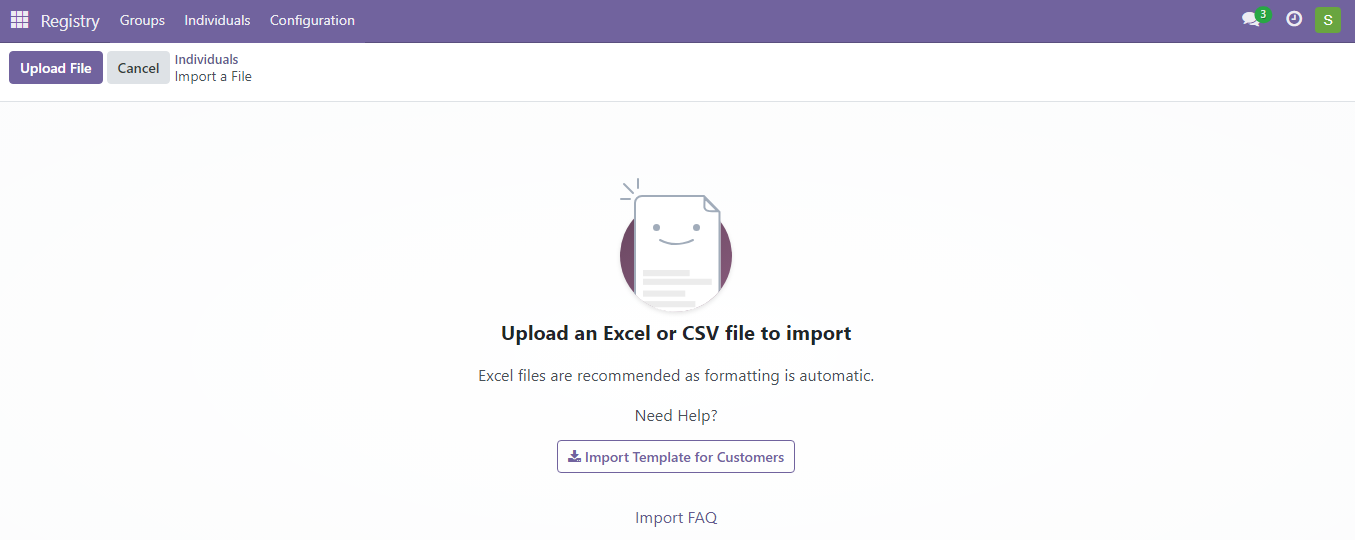 Registry Groups Individuals Configuration 3 S
Upload File Cancel Individuals
Import a File
Upload an Excel or CSV file to import
Excel files are recommended as formatting is automatic.
Need Help?
Import Template for Customers
Import FAQ